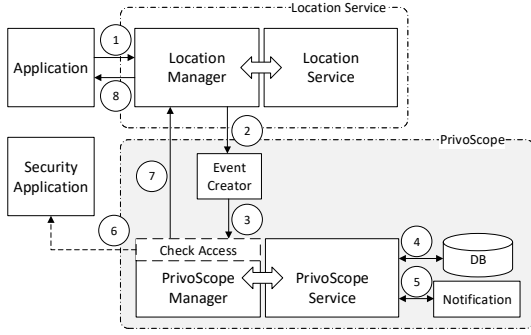 Location Service
1
Application
Location
Manager
Location
Service
8
2
PrivoScope
Security
Application
7
Event
Creator
3
6
Check Access
4
DB
PrivoScope
Manager
PrivoScope
Service
5
Notification